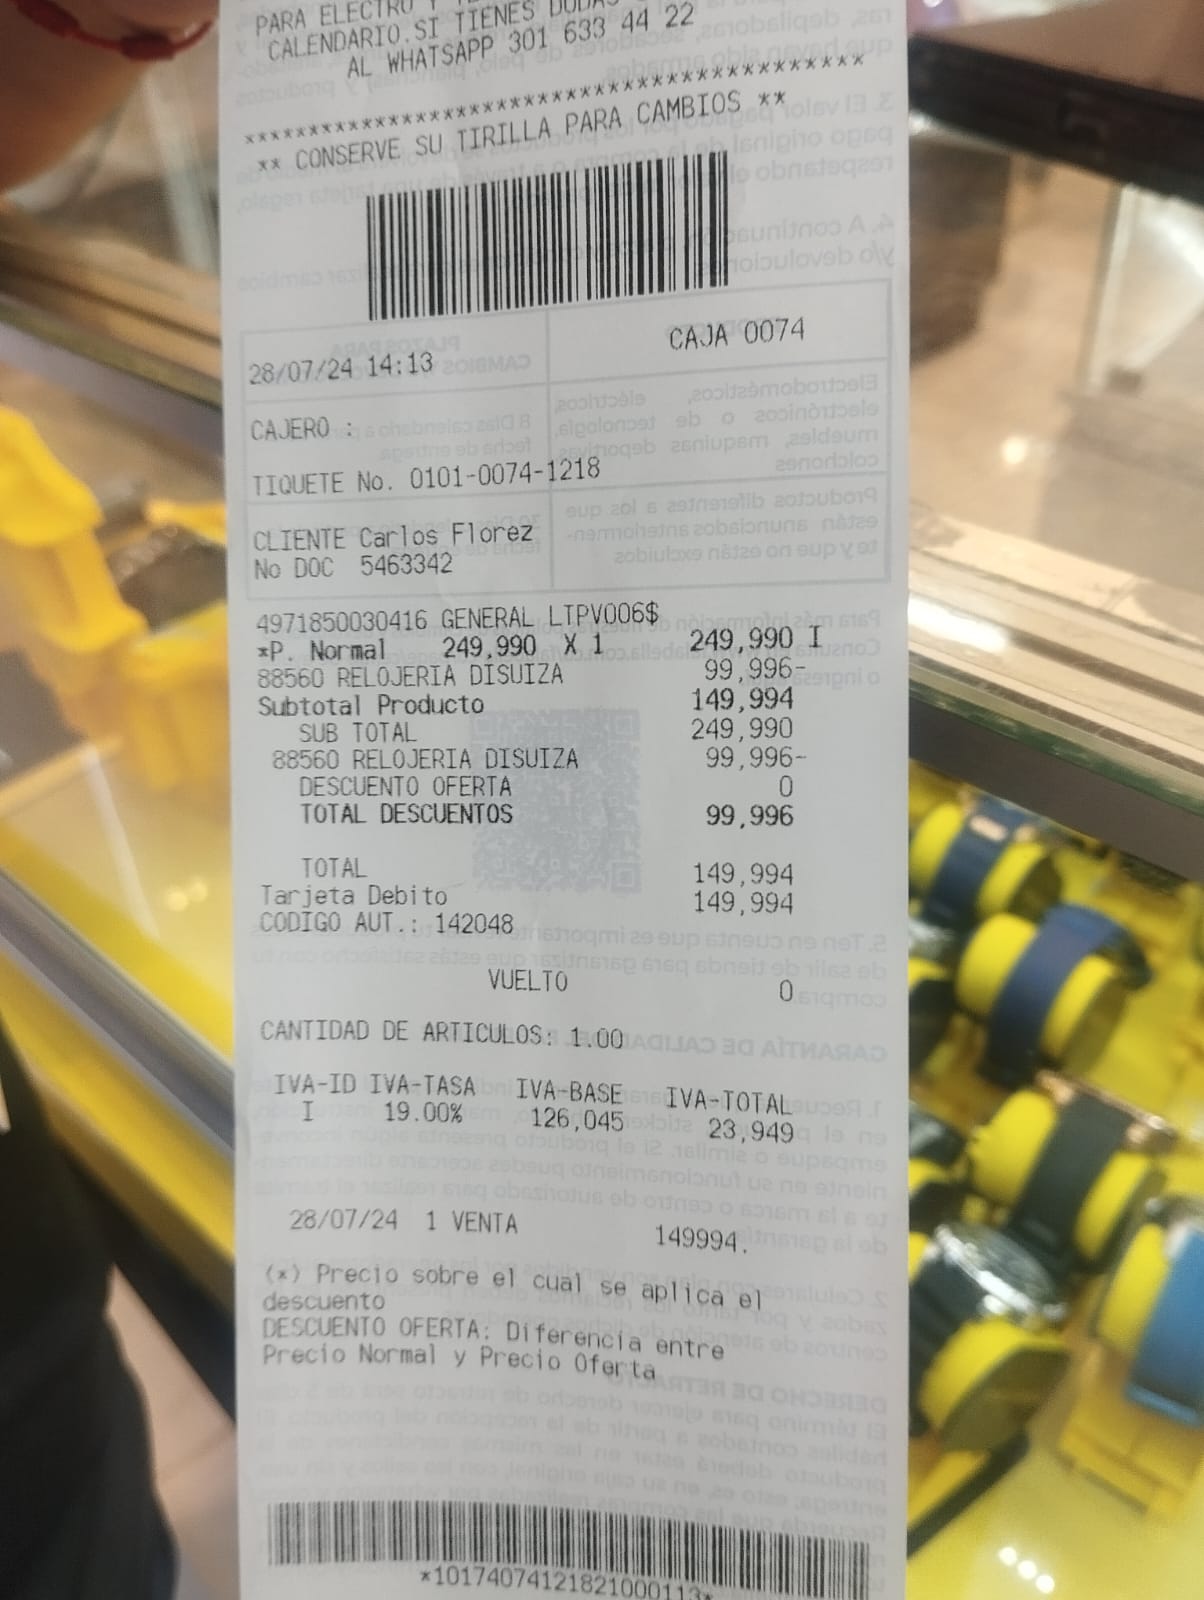 PARA ELECTRO Y
CALENDARIO.SI TIENES DUDAS
AL WHATSAPP 301 633 44 22
******************************************
** CONSERVE SU TIRILLA PARA CAMBIOS **
28/07/24 14:13 CAJA 0074
CAJERO :
TIQUETE No. 0101-0074-1218
CLIENTE Carlos Florez
No DOC 5463342
4971850030416 GENERAL LTPV006$
*P. Normal 249,990 X 1 249,990 I
88560 RELOJERIA DISUIZA 99,996-
Subtotal Producto 149,994
SUB TOTAL 249,990
88560 RELOJERIA DISUIZA 99,996-
DESCUENTO OFERTA 0
TOTAL DESCUENTOS 99,996
TOTAL 149,994
Tarjeta Debito 149,994
CODIGO AUT.: 142048
VUELTO 0
CANTIDAD DE ARTICULOS: 1.00
IVA-ID IVA-TASA IVA-BASE IVA-TOTAL
I 19.00% 126,045 23,949
28/07/24 1 VENTA 149994.
(*) Precio sobre el cual se aplica el
descuento
DESCUENTO OFERTA: Diferencia entre
Precio Normal y Precio Oferta
*10174074121821000113*